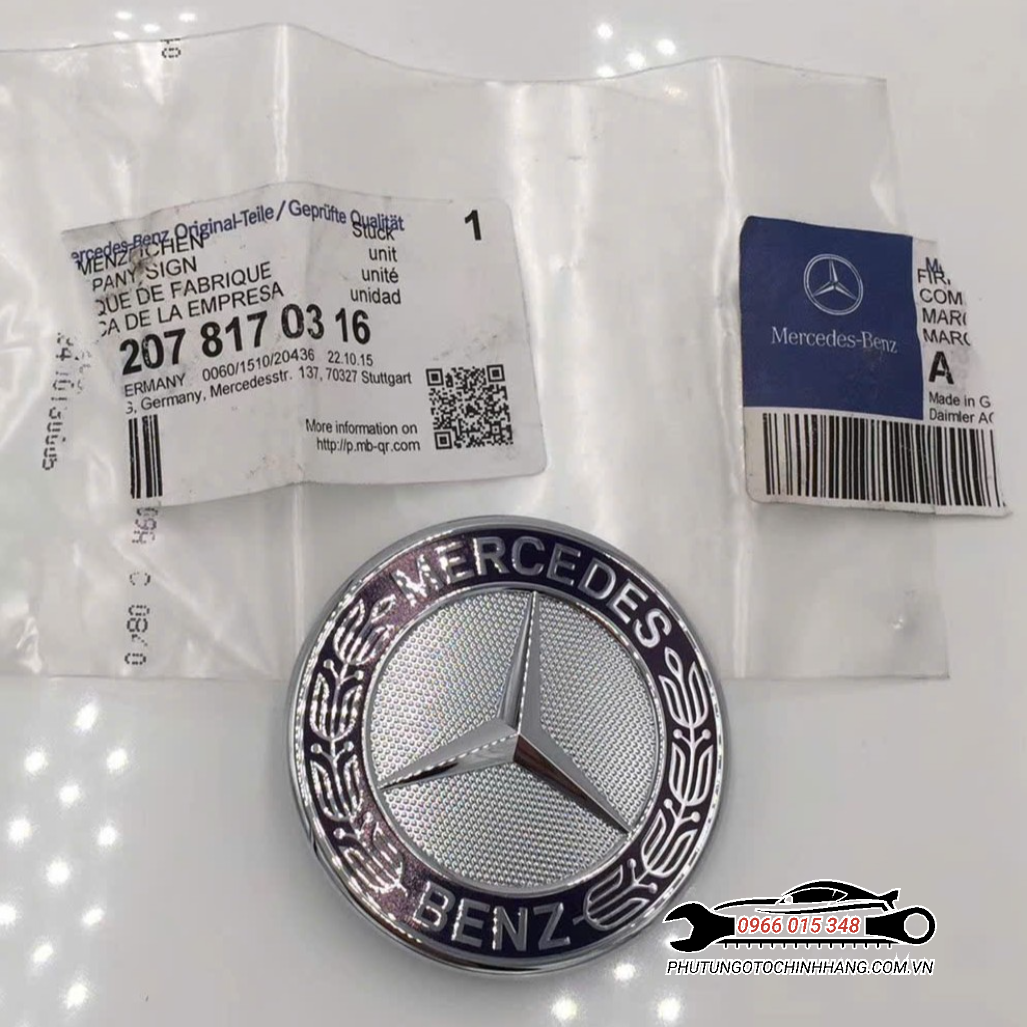 ercedes-Benz Original-Teile/Geprüfte Qualität
1
MENZEICHEN
Stück
PANY SIGN
unit
QUE DE FABRIQUE
unité
CA DE LA EMPRESA
unidad
207 817 03 16
ERMANY 0060/1510/20436 22.10.15
G, Germany, Mercedesstr. 137, 70327 Stuttgart
More information on
http://p.mb-qr.com
Mercedes-Benz
FIR
COM
MARC
MARC
A
Made in G
Daimler AG
MERCEDES
BENZ
0966 015 348
PHUTUNGOTOCHINHHANG.COM.VN